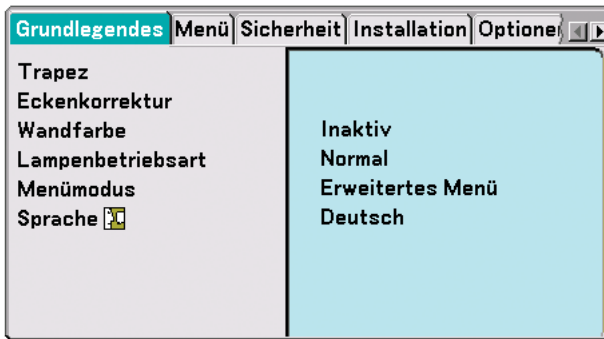 Grundlegendes Menü Sicherheit Installation Optione
Trapez
Eckenkorrektur
Wandfarbe Inaktiv
Lampenbetriebsart Normal
Menümodus Erweitertes Menü
Sprache Deutsch